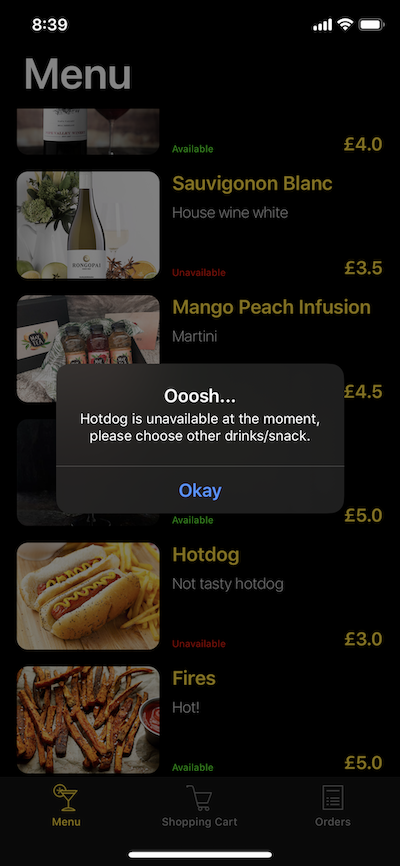 8:39
Menu
Available
£4.0
Sauvigonon Blanc
House wine white
RONGOPAI
Unavailable
£3.5
Mango Peach Infusion
Martini
£4.5
Ooosh...
Hotdog is unavailable at the moment,
please choose other drinks/snack.
Okay
Available
£5.0
Hotdog
Not tasty hotdog
Unavailable
£3.0
Fires
Hot!
Available
£5.0
Menu
Shopping Cart
Orders